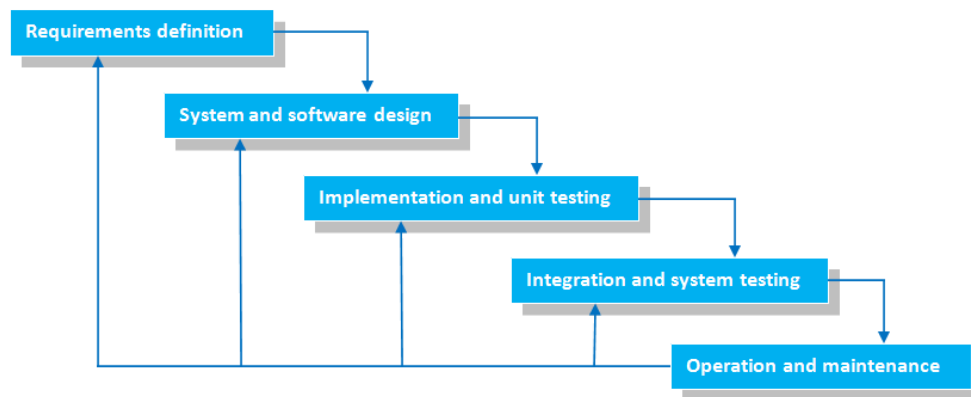 Requirements definition
System and software design
Implementation and unit testing
Integration and system testing
Operation and maintenance